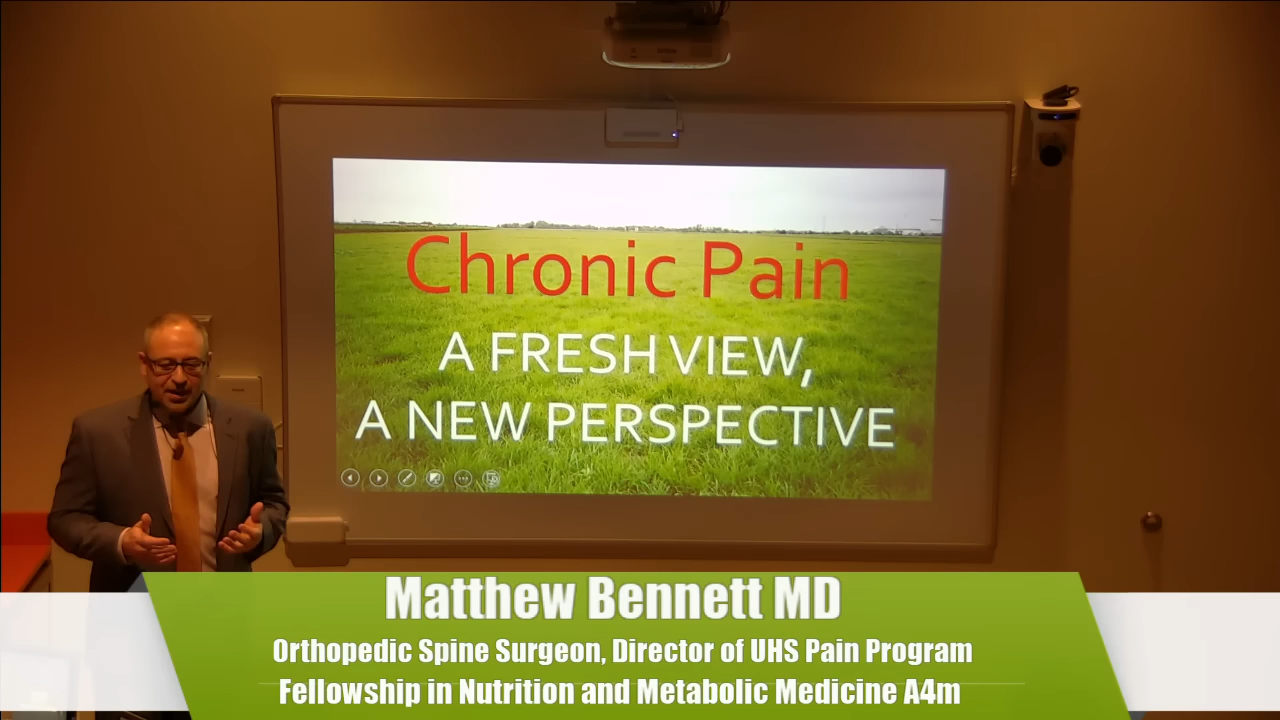 Chronic Pain
A FRESH VIEW,
A NEW PERSPECTIVE
Matthew Bennett MD
Orthopedic Spine Surgeon, Director of UHS Pain Program
Fellowship in Nutrition and Metabolic Medicine A4m